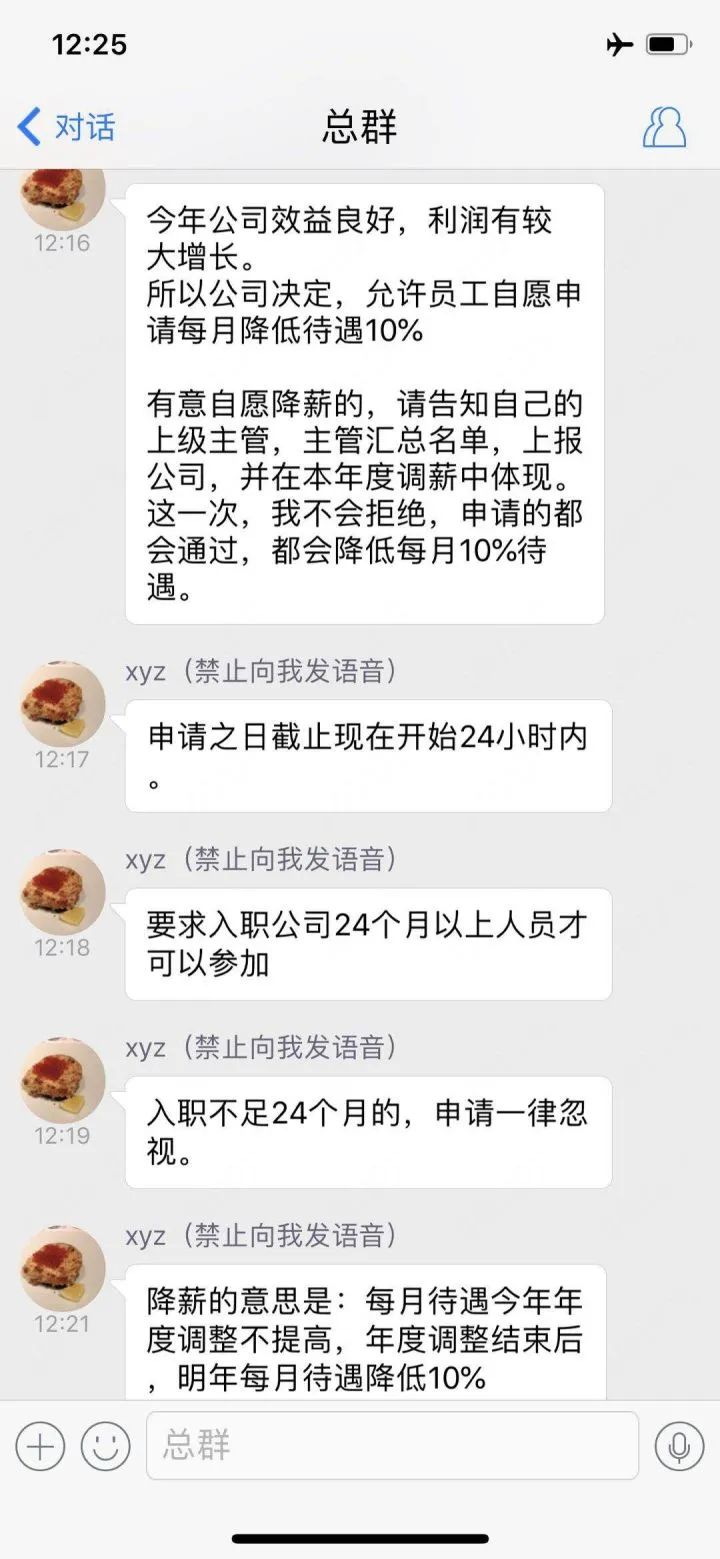 12:25
对话
总群
12:16
今年公司效益良好，利润有较
大增长。
所以公司决定，允许员工自愿申
请每月降低待遇10%
有意自愿降薪的，请告知自己的
上级主管，主管汇总名单，上报
公司，并在本年度调薪中体现。
这一次，我不会拒绝，申请的都
会通过，都会降低每月10%待
遇。
xyz（禁止向我发语音）
12:17
申请之日截止现在开始24小时内
。
xyz（禁止向我发语音）
12:18
要求入职公司24个月以上人员才
可以参加
xyz（禁止向我发语音）
12:19
入职不足24个月的，申请一律忽
视。
xyz（禁止向我发语音）
12:21
降薪的意思是：每月待遇今年年
度调整不提高，年度调整结束后
，明年每月待遇降低10%
总群